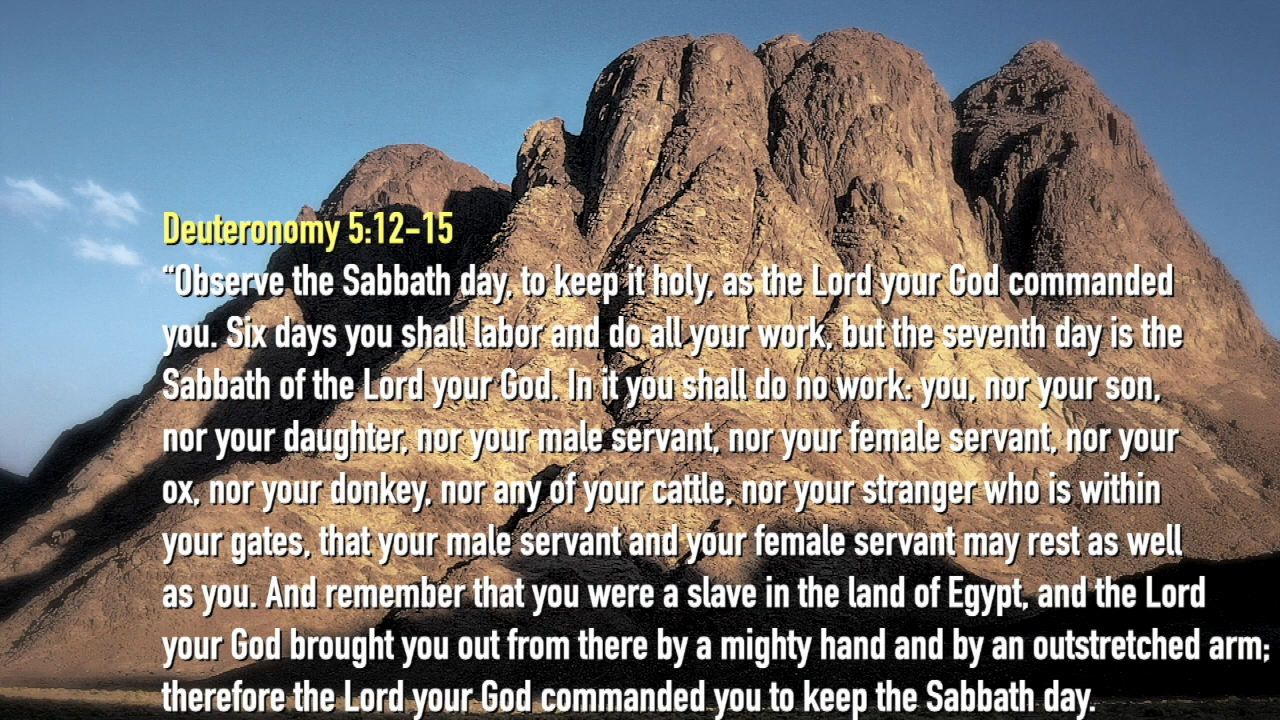 Deuteronomy 5:12-15
“Observe the Sabbath day, to keep it holy, as the Lord your God commanded
you. Six days you shall labor and do all your work, but the seventh day is the
Sabbath of the Lord your God. In it you shall do no work: you, nor your son,
nor your daughter, nor your male servant, nor your female servant, nor your
ox, nor your donkey, nor any of your cattle, nor your stranger who is within
your gates, that your male servant and your female servant may rest as well
as you. And remember that you were a slave in the land of Egypt, and the Lord
your God brought you out from there by a mighty hand and by an outstretched arm;
therefore the Lord your God commanded you to keep the Sabbath day.